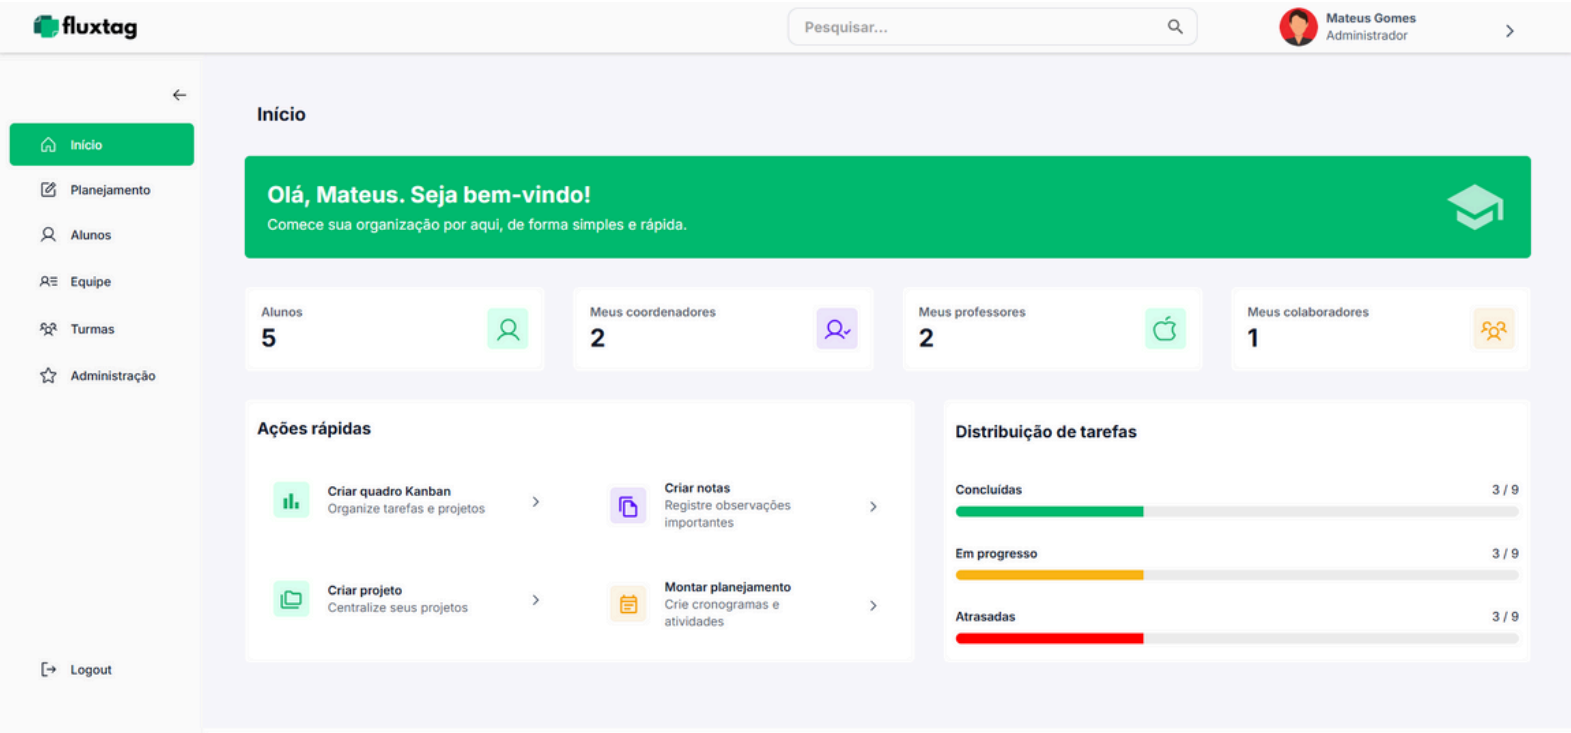 fluxtag
Pesquisar...
Mateus Gomes
Administrador
Início
Planejamento
Alunos
Equipe
Turmas
Administração
Logout
Início
Olá, Mateus. Seja bem-vindo!
Comece sua organização por aqui, de forma simples e rápida.
Alunos
5
Meus coordenadores
2
Meus professores
2
Meus colaboradores
1
Ações rápidas
Criar quadro Kanban
Organize tarefas e projetos
Criar notas
Registre observações
importantes
Criar projeto
Centralize seus projetos
Montar planejamento
Crie cronogramas e
atividades
Distribuição de tarefas
Concluídas 3 / 9
Em progresso 3 / 9
Atrasadas 3 / 9